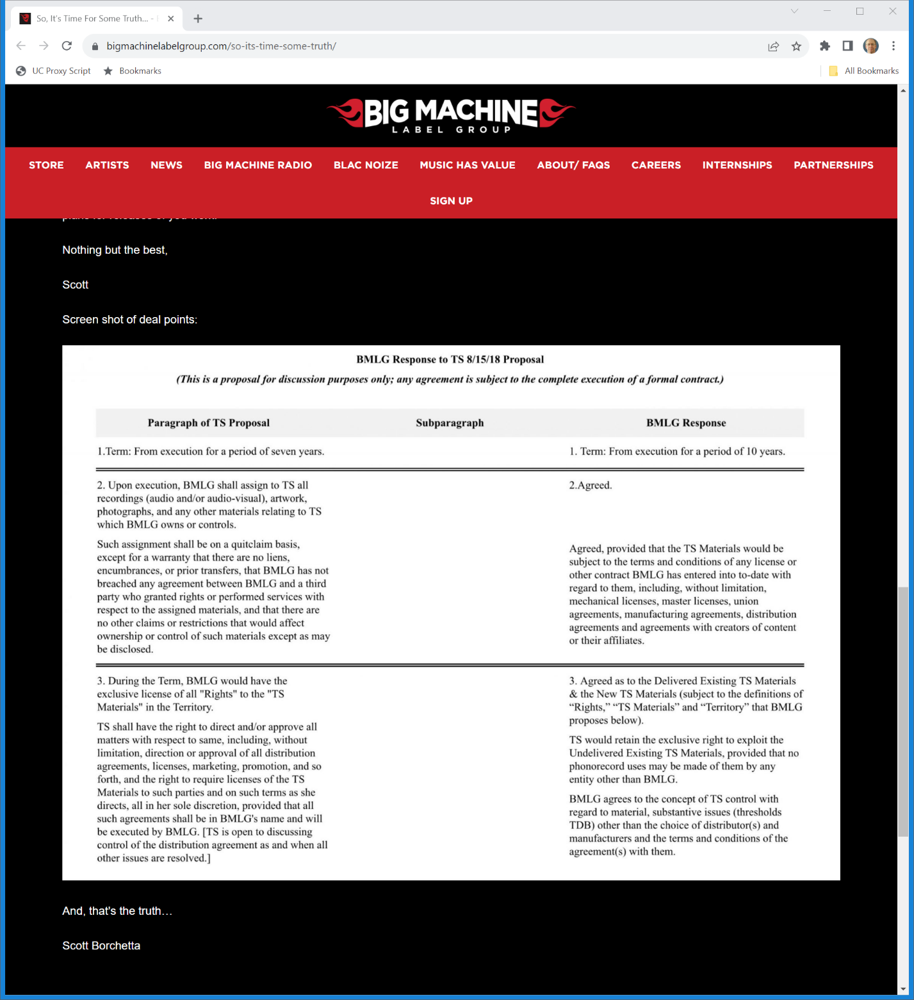 So, It's Time For Some Truth... -
bigmachinelabelgroup.com/so-its-time-some-truth/
UC Proxy Script Bookmarks All Bookmarks
BIG MACHINE
LABEL GROUP
STORE ARTISTS NEWS BIG MACHINE RADIO BLAC NOIZE MUSIC HAS VALUE ABOUT/ FAQS CAREERS INTERNSHIPS PARTNERSHIPS
SIGN UP
Nothing but the best,
Scott
Screen shot of deal points:
BMLG Response to TS 8/15/18 Proposal
(This is a proposal for discussion purposes only; any agreement is subject to the complete execution of a formal contract.)
Paragraph of TS Proposal Subparagraph BMLG Response
1.Term: From execution for a period of seven years.
1. Term: From execution for a period of 10 years.
2. Upon execution, BMLG shall assign to TS all
recordings (audio and/or audio-visual), artwork,
photographs, and any other materials relating to TS
which BMLG owns or controls.
2.Agreed.
Such assignment shall be on a quitclaim basis,
except for a warranty that there are no liens,
encumbrances, or prior transfers, that BMLG has not
breached any agreement between BMLG and a third
party who granted rights or performed services with
respect to the assigned materials, and that there are
no other claims or restrictions that would affect
ownership or control of such materials except as may
be disclosed.
Agreed, provided that the TS Materials would be
subject to the terms and conditions of any license or
other contract BMLG has entered into to-date with
regard to them, including, without limitation,
mechanical licenses, master licenses, union
agreements, manufacturing agreements, distribution
agreements and agreements with creators of content
or their affiliates.
3. During the Term, BMLG would have the
exclusive license of all "Rights" to the "TS
Materials" in the Territory.
TS shall have the right to direct and/or approve all
matters with respect to same, including, without
limitation, direction or approval of all distribution
agreements, licenses, marketing, promotion, and so
forth, and the right to require licenses of the TS
Materials to such parties and on such terms as she
directs, all in her sole discretion, provided that all
such agreements shall be in BMLG's name and will
be executed by BMLG. [TS is open to discussing
control of the distribution agreement as and when all
other issues are resolved.]
3. Agreed as to the Delivered Existing TS Materials
& the New TS Materials (subject to the definitions of
“Rights,” “TS Materials” and “Territory” that BMLG
proposes below).
TS would retain the exclusive right to exploit the
Undelivered Existing TS Materials, provided that no
phonorecord uses may be made of them by any
entity other than BMLG.
BMLG agrees to the concept of TS control with
regard to material, substantive issues (thresholds
TDB) other than the choice of distributor(s) and
manufacturers and the terms and conditions of the
agreement(s) with them.
And, that's the truth…
Scott Borchetta